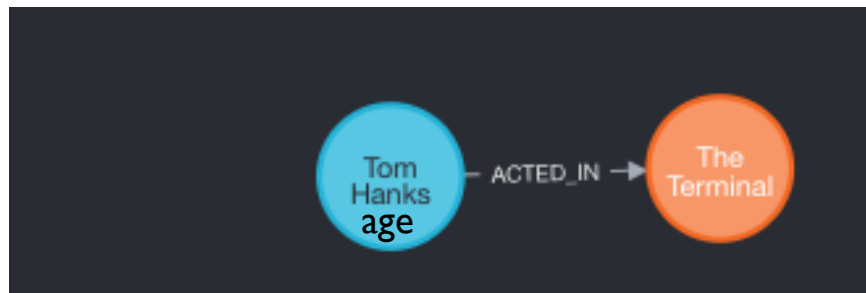 Tom
Hanks
age
ACTED_IN
The
Terminal